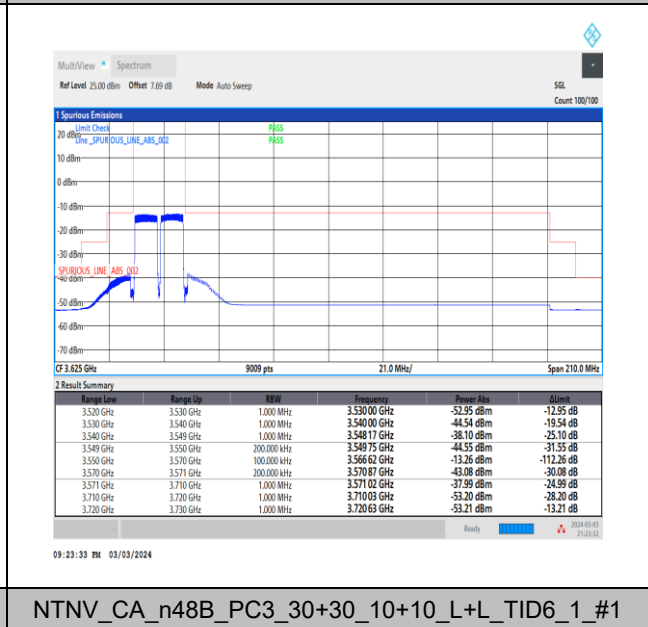 MultiView Spectrum
Ref Level 25.00 dBm Offset 7.69 dB Mode Auto Sweep SGL
Count 100/100
1 Spurious Emissions
Limit Check PASS
20 dBm
Line _SPURIOUS_LINE_ABS_002 PASS
10 dBm
0 dBm
-10 dBm
-20 dBm
-30 dBm
SPURIOUS_LINE_ABS_002
-40 dBm
-50 dBm
-60 dBm
-70 dBm
CF 3.625 GHz 9009 pts 21.0 MHz/ Span 210.0 MHz
2 Result Summary
Range Low Range Up RBW Frequency Power Abs ΔLimit
3.520 GHz 3.530 GHz 1.000 MHz 3.53000 GHz -52.95 dBm -12.95 dB
3.530 GHz 3.540 GHz 1.000 MHz 3.54000 GHz -44.54 dBm -19.54 dB
3.540 GHz 3.549 GHz 1.000 MHz 3.54817 GHz -38.10 dBm -25.10 dB
3.549 GHz 3.550 GHz 200.000 kHz 3.54975 GHz -44.55 dBm -31.55 dB
3.550 GHz 3.570 GHz 100.000 kHz 3.56662 GHz -13.26 dBm -112.26 dB
3.570 GHz 3.571 GHz 200.000 kHz 3.57087 GHz -43.08 dBm -30.08 dB
3.571 GHz 3.710 GHz 1.000 MHz 3.57102 GHz -37.99 dBm -24.99 dB
3.710 GHz 3.720 GHz 1.000 MHz 3.71003 GHz -53.20 dBm -28.20 dB
3.720 GHz 3.730 GHz 1.000 MHz 3.72063 GHz -53.21 dBm -13.21 dB
Ready 2024-03-03
21:23:32
09:23:33 PM 03/03/2024
NTNV_CA_n48B_PC3_30+30_10+10_L+L_TID6_1_#1